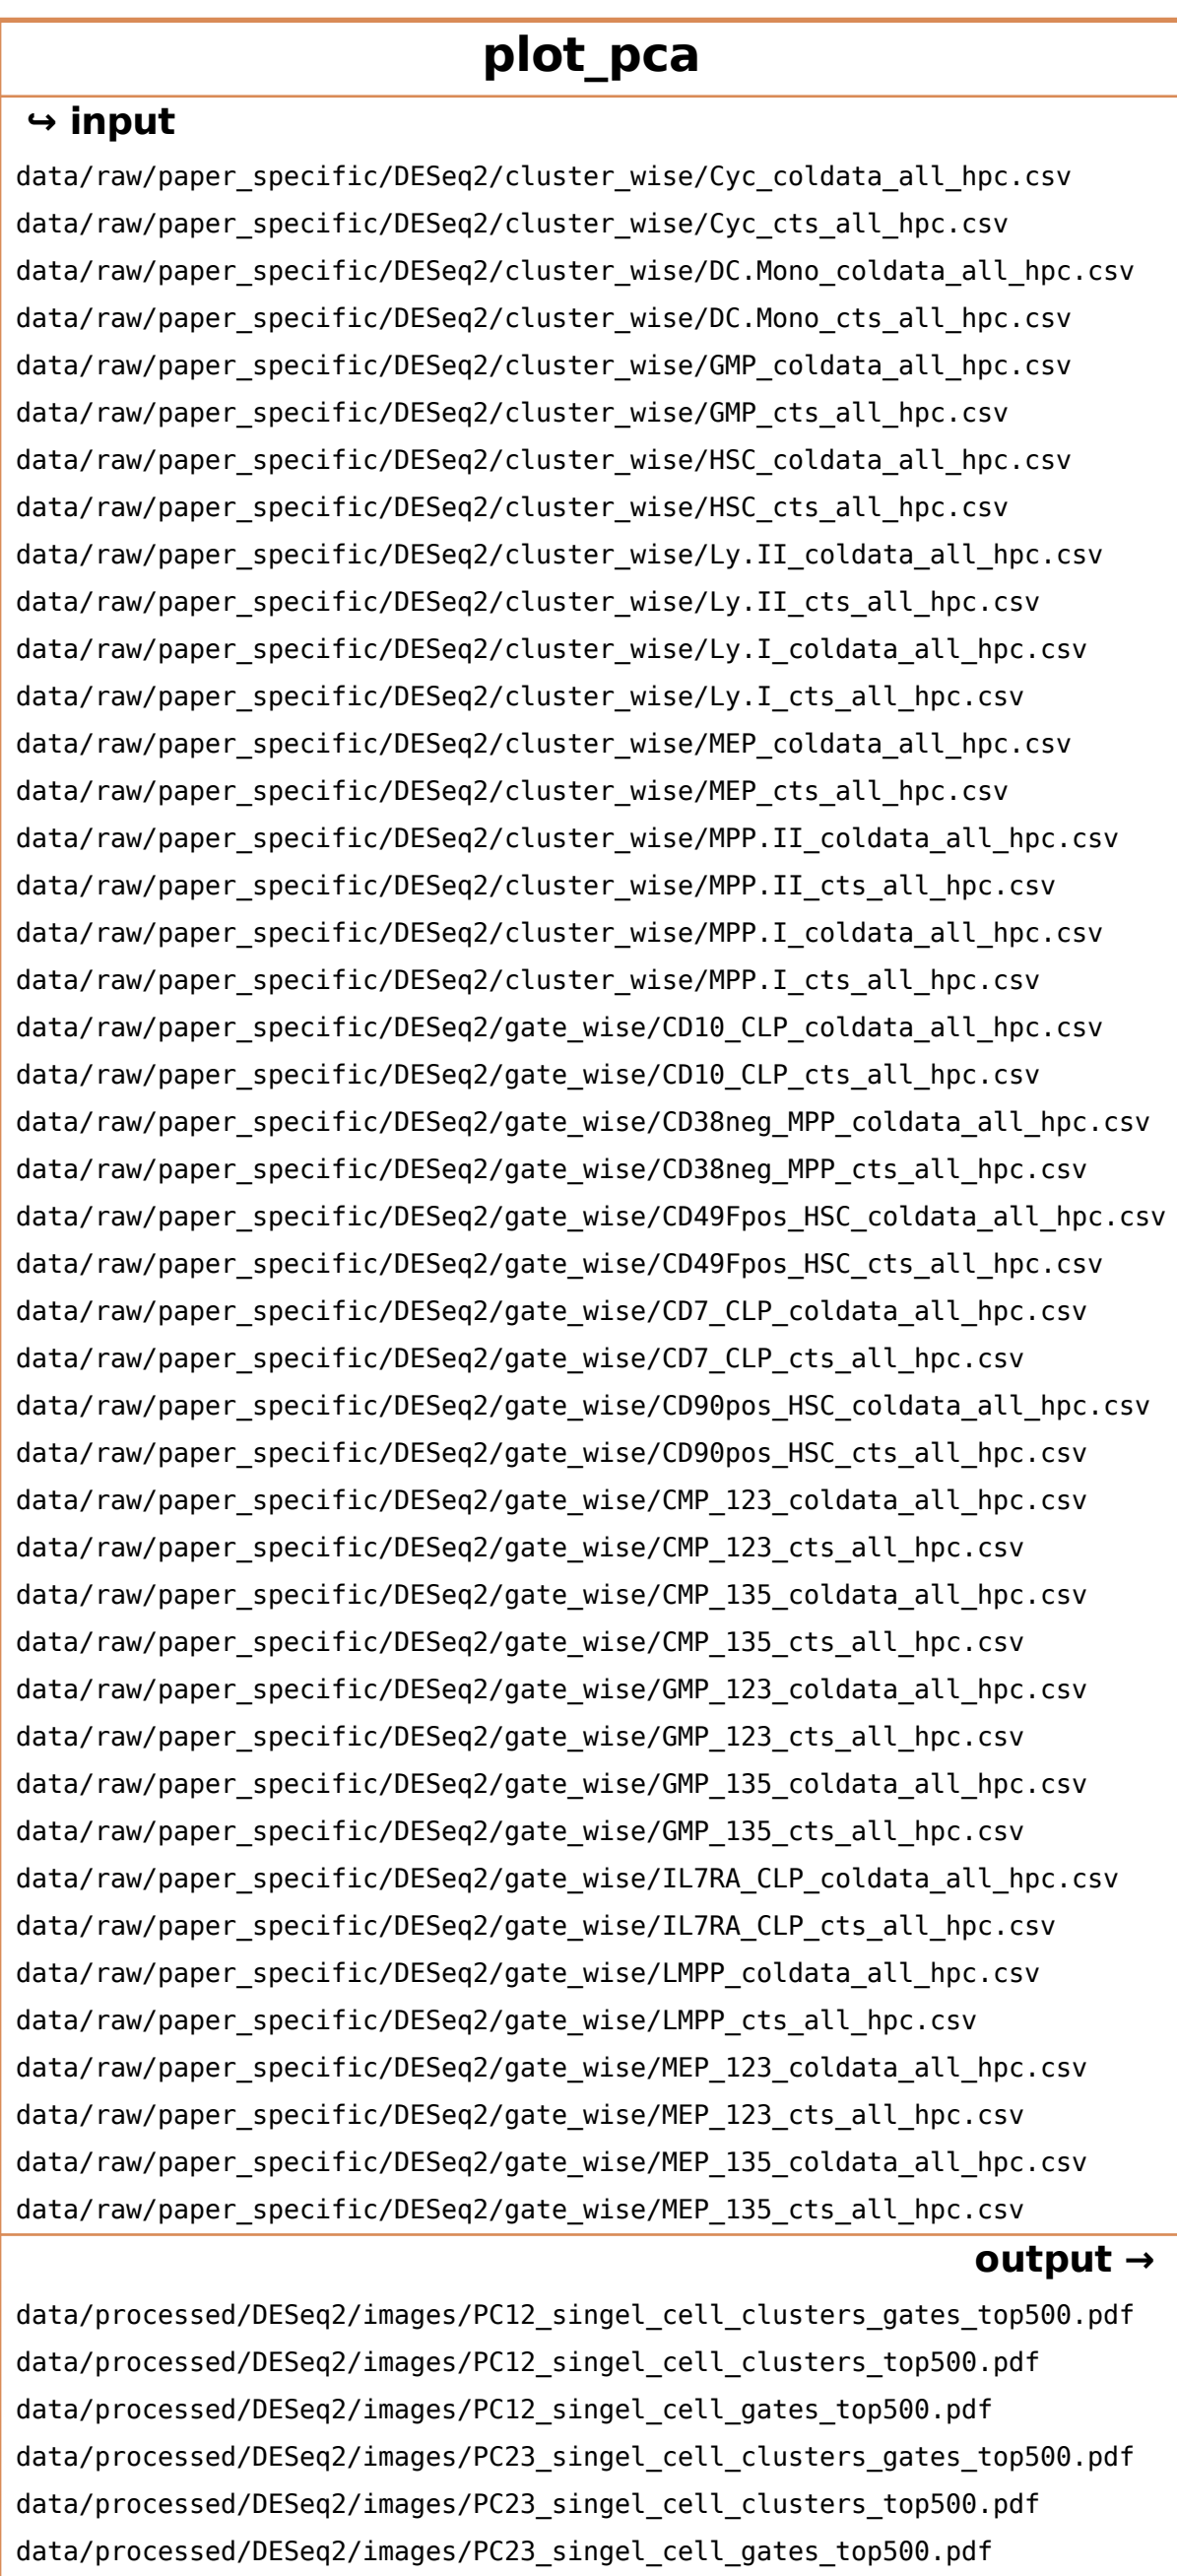 plot_pca
↪ input
data/raw/paper_specific/DESeq2/cluster_wise/Cyc_coldata_all_hpc.csv
data/raw/paper_specific/DESeq2/cluster_wise/Cyc_cts_all_hpc.csv
data/raw/paper_specific/DESeq2/cluster_wise/DC.Mono_coldata_all_hpc.csv
data/raw/paper_specific/DESeq2/cluster_wise/DC.Mono_cts_all_hpc.csv
data/raw/paper_specific/DESeq2/cluster_wise/GMP_coldata_all_hpc.csv
data/raw/paper_specific/DESeq2/cluster_wise/GMP_cts_all_hpc.csv
data/raw/paper_specific/DESeq2/cluster_wise/HSC_coldata_all_hpc.csv
data/raw/paper_specific/DESeq2/cluster_wise/HSC_cts_all_hpc.csv
data/raw/paper_specific/DESeq2/cluster_wise/Ly.II_coldata_all_hpc.csv
data/raw/paper_specific/DESeq2/cluster_wise/Ly.II_cts_all_hpc.csv
data/raw/paper_specific/DESeq2/cluster_wise/Ly.I_coldata_all_hpc.csv
data/raw/paper_specific/DESeq2/cluster_wise/Ly.I_cts_all_hpc.csv
data/raw/paper_specific/DESeq2/cluster_wise/MEP_coldata_all_hpc.csv
data/raw/paper_specific/DESeq2/cluster_wise/MEP_cts_all_hpc.csv
data/raw/paper_specific/DESeq2/cluster_wise/MPP.II_coldata_all_hpc.csv
data/raw/paper_specific/DESeq2/cluster_wise/MPP.II_cts_all_hpc.csv
data/raw/paper_specific/DESeq2/cluster_wise/MPP.I_coldata_all_hpc.csv
data/raw/paper_specific/DESeq2/cluster_wise/MPP.I_cts_all_hpc.csv
data/raw/paper_specific/DESeq2/gate_wise/CD10_CLP_coldata_all_hpc.csv
data/raw/paper_specific/DESeq2/gate_wise/CD10_CLP_cts_all_hpc.csv
data/raw/paper_specific/DESeq2/gate_wise/CD38neg_MPP_coldata_all_hpc.csv
data/raw/paper_specific/DESeq2/gate_wise/CD38neg_MPP_cts_all_hpc.csv
data/raw/paper_specific/DESeq2/gate_wise/CD49Fpos_HSC_coldata_all_hpc.csv
data/raw/paper_specific/DESeq2/gate_wise/CD49Fpos_HSC_cts_all_hpc.csv
data/raw/paper_specific/DESeq2/gate_wise/CD7_CLP_coldata_all_hpc.csv
data/raw/paper_specific/DESeq2/gate_wise/CD7_CLP_cts_all_hpc.csv
data/raw/paper_specific/DESeq2/gate_wise/CD90pos_HSC_coldata_all_hpc.csv
data/raw/paper_specific/DESeq2/gate_wise/CD90pos_HSC_cts_all_hpc.csv
data/raw/paper_specific/DESeq2/gate_wise/CMP_123_coldata_all_hpc.csv
data/raw/paper_specific/DESeq2/gate_wise/CMP_123_cts_all_hpc.csv
data/raw/paper_specific/DESeq2/gate_wise/CMP_135_coldata_all_hpc.csv
data/raw/paper_specific/DESeq2/gate_wise/CMP_135_cts_all_hpc.csv
data/raw/paper_specific/DESeq2/gate_wise/GMP_123_coldata_all_hpc.csv
data/raw/paper_specific/DESeq2/gate_wise/GMP_123_cts_all_hpc.csv
data/raw/paper_specific/DESeq2/gate_wise/GMP_135_coldata_all_hpc.csv
data/raw/paper_specific/DESeq2/gate_wise/GMP_135_cts_all_hpc.csv
data/raw/paper_specific/DESeq2/gate_wise/IL7RA_CLP_coldata_all_hpc.csv
data/raw/paper_specific/DESeq2/gate_wise/IL7RA_CLP_cts_all_hpc.csv
data/raw/paper_specific/DESeq2/gate_wise/LMPP_coldata_all_hpc.csv
data/raw/paper_specific/DESeq2/gate_wise/LMPP_cts_all_hpc.csv
data/raw/paper_specific/DESeq2/gate_wise/MEP_123_coldata_all_hpc.csv
data/raw/paper_specific/DESeq2/gate_wise/MEP_123_cts_all_hpc.csv
data/raw/paper_specific/DESeq2/gate_wise/MEP_135_coldata_all_hpc.csv
data/raw/paper_specific/DESeq2/gate_wise/MEP_135_cts_all_hpc.csv
output →
data/processed/DESeq2/images/PC12_singel_cell_clusters_gates_top500.pdf
data/processed/DESeq2/images/PC12_singel_cell_clusters_top500.pdf
data/processed/DESeq2/images/PC12_singel_cell_gates_top500.pdf
data/processed/DESeq2/images/PC23_singel_cell_clusters_gates_top500.pdf
data/processed/DESeq2/images/PC23_singel_cell_clusters_top500.pdf
data/processed/DESeq2/images/PC23_singel_cell_gates_top500.pdf